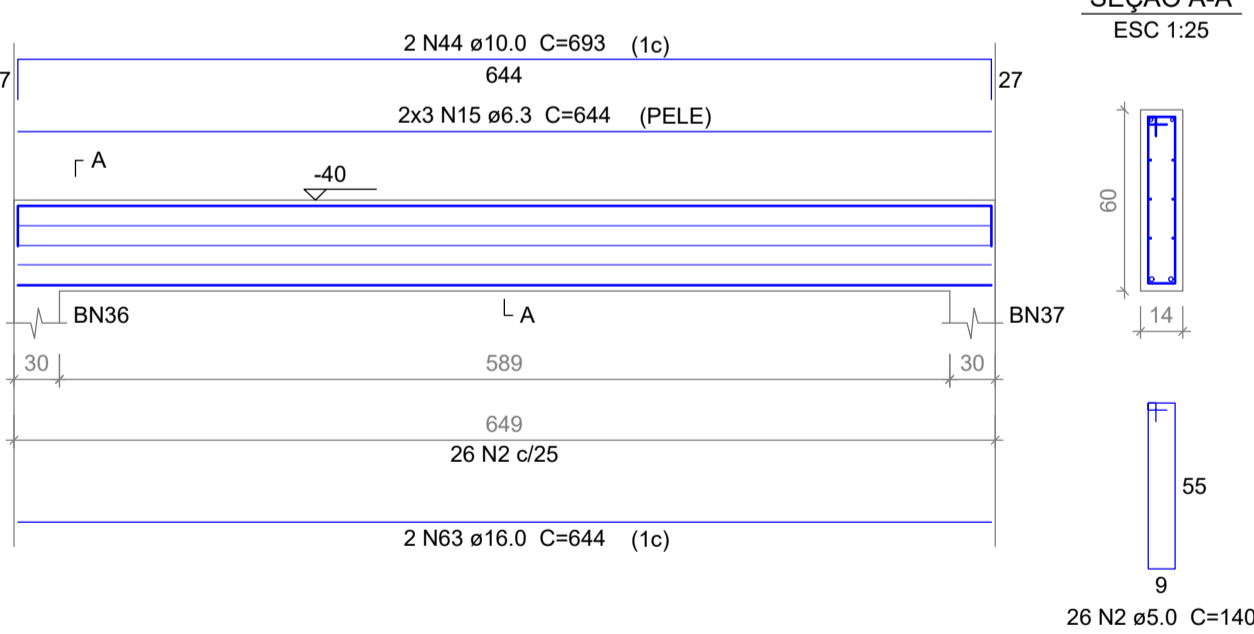 SEÇÃO A-A
ESC 1:25
2 N44 ø10.0 C=693 (1c)
7
644
27
2x3 N15 ø6.3 C=644 (PELE)
A
-40
60
BN36
A
BN37
14
30
589
30
649
26 N2 c/25
55
2 N63 ø16.0 C=644 (1c)
9
26 N2 ø5.0 C=140